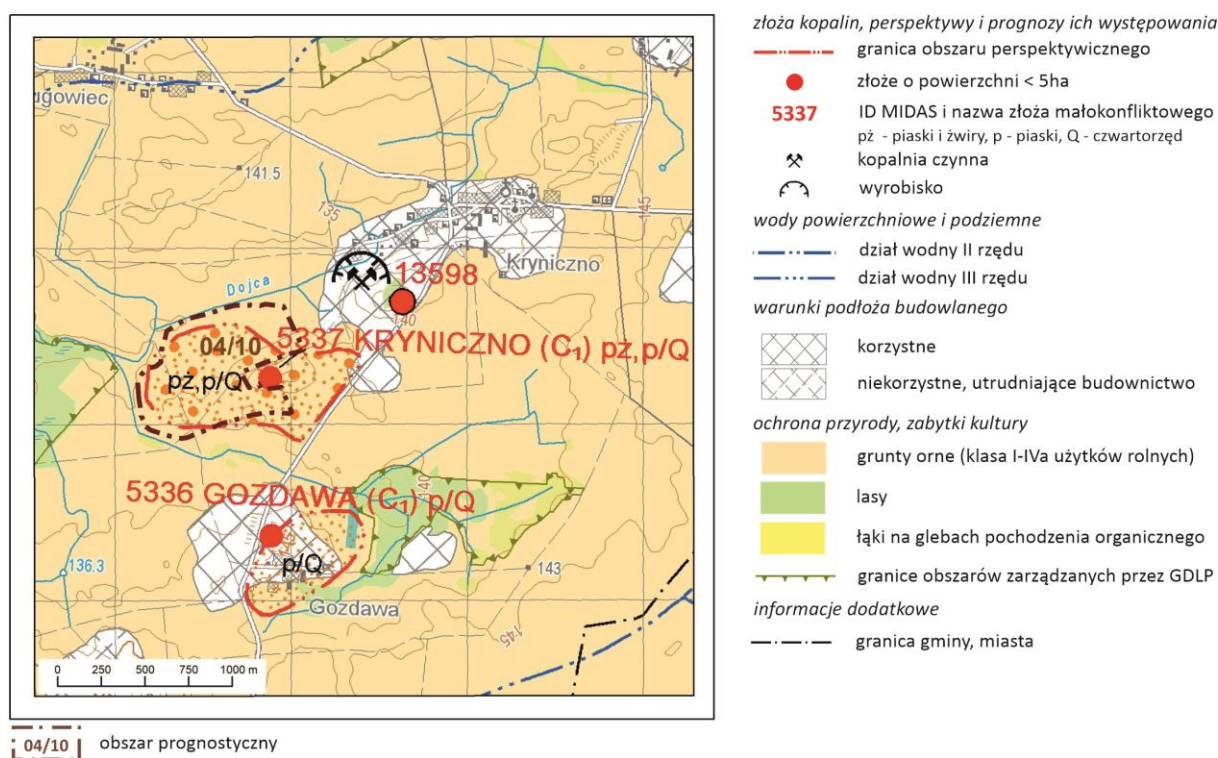 ugowiec
141.5
135
145
Kryniczno
13598
140
Dojca
04/10
5337 KRYNICZNO (C₁) pż,p/Q
pż,p/Q
5336 GOZDAWA (C₁) p/Q
140
136.3
p/Q
143
Gozdawa
145
0 250 500 750 1000 m
04/10 obszar prognostyczny
złoża kopalin, perspektywy i prognozy ich występowania
granica obszaru perspektywicznego
złoże o powierzchni < 5ha
5337 ID MIDAS i nazwa złoża małokonfliktowego
pż - piaski i żwiry, p - piaski, Q - czwartorzęd
kopalnia czynna
wyrobisko
wody powierzchniowe i podziemne
dział wodny II rzędu
dział wodny III rzędu
warunki podłoża budowlanego
korzystne
niekorzystne, utrudniające budownictwo
ochrona przyrody, zabytki kultury
grunty orne (klasa I-IVa użytków rolnych)
lasy
łąki na glebach pochodzenia organicznego
granice obszarów zarządzanych przez GDLP
informacje dodatkowe
granica gminy, miasta